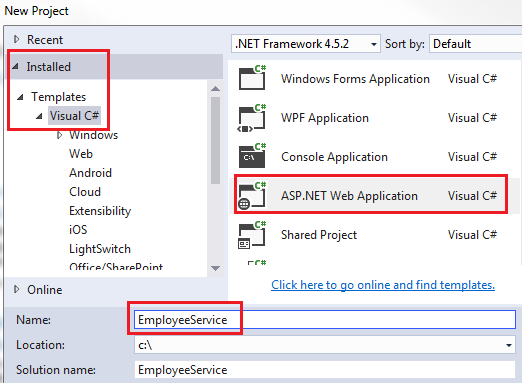 New Project
Recent
.NET Framework 4.5.2 Sort by: Default
Installed
Templates
Visual C#
Windows
Web
Android
Cloud
Extensibility
iOS
LightSwitch
Office/SharePoint
Online
C# Windows Forms Application Visual C#
C# WPF Application Visual C#
C# C:\ Console Application Visual C#
C# ASP.NET Web Application Visual C#
C# Shared Project Visual C#
C#
Click here to go online and find templates.
Name: EmployeeService
Location: c:\
Solution name: EmployeeService